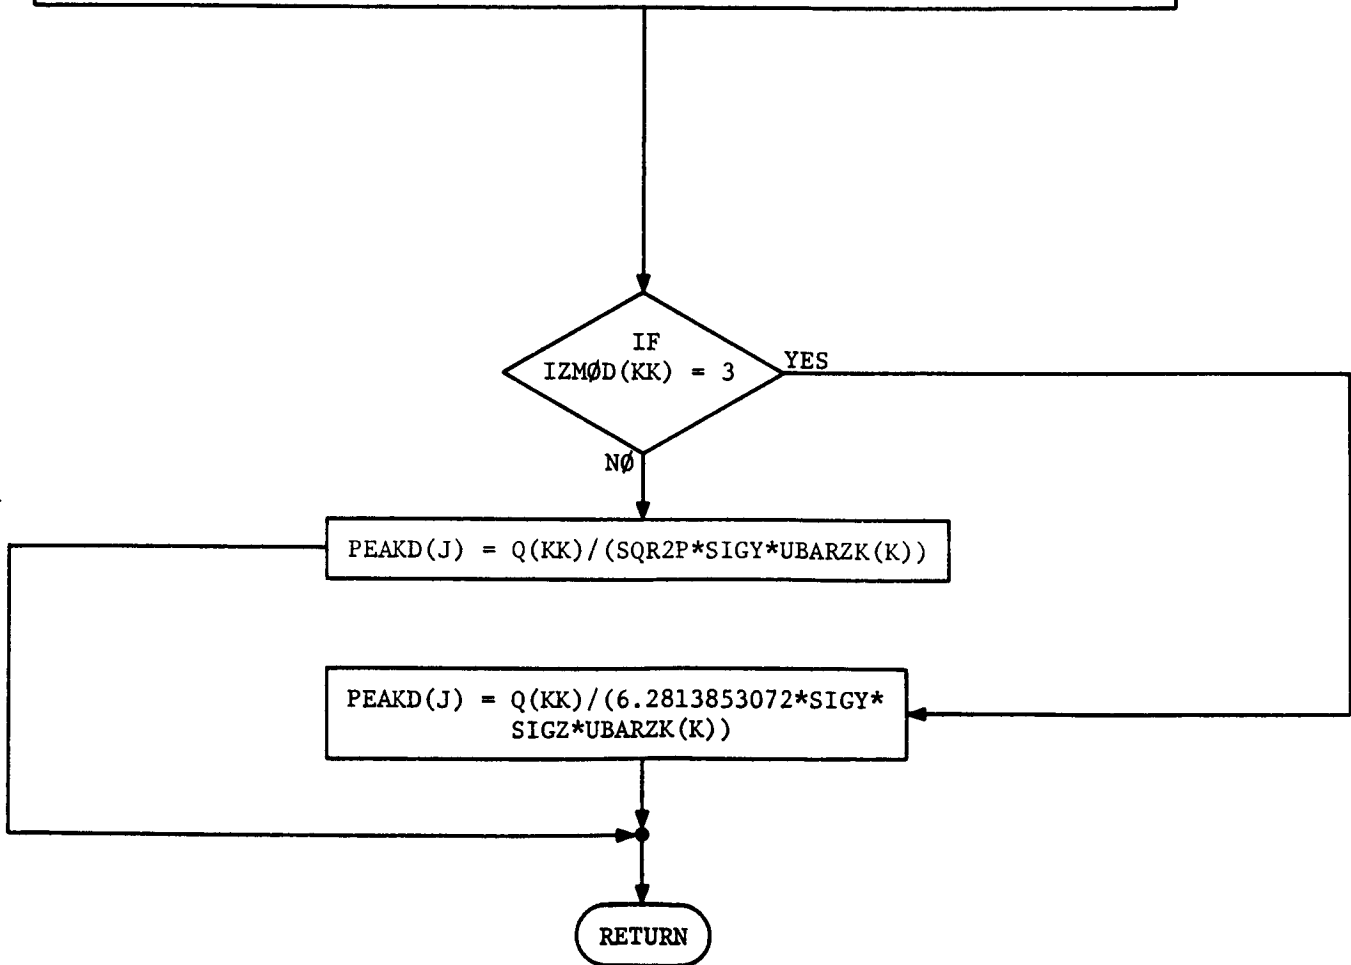 IF
IZMØD(KK) = 3
YES
NØ
PEAKD(J) = Q(KK)/(SQR2P*SIGY*UBARZK(K))
PEAKD(J) = Q(KK)/(6.2813853072*SIGY*
SIGZ*UBARZK(K))
RETURN